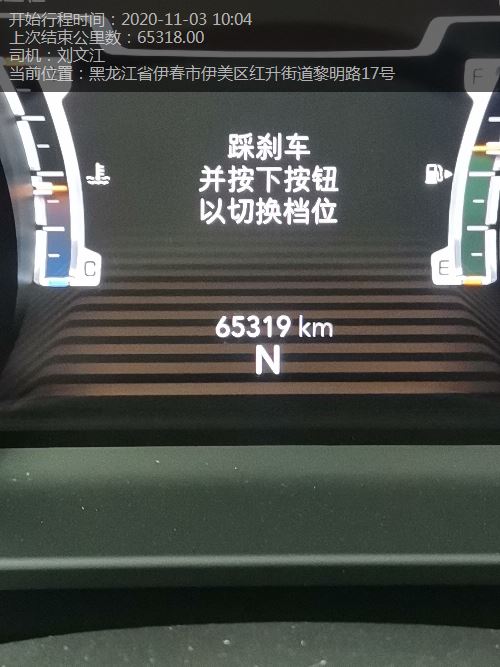 开始行程时间：2020-11-03 10:04
上次结束公里数：65318.00
司机：刘文江
当前位置：黑龙江省伊春市伊美区红升街道黎明路17号
F
踩刹车
并按下按钮
以切换档位
C
E
65319 km
N